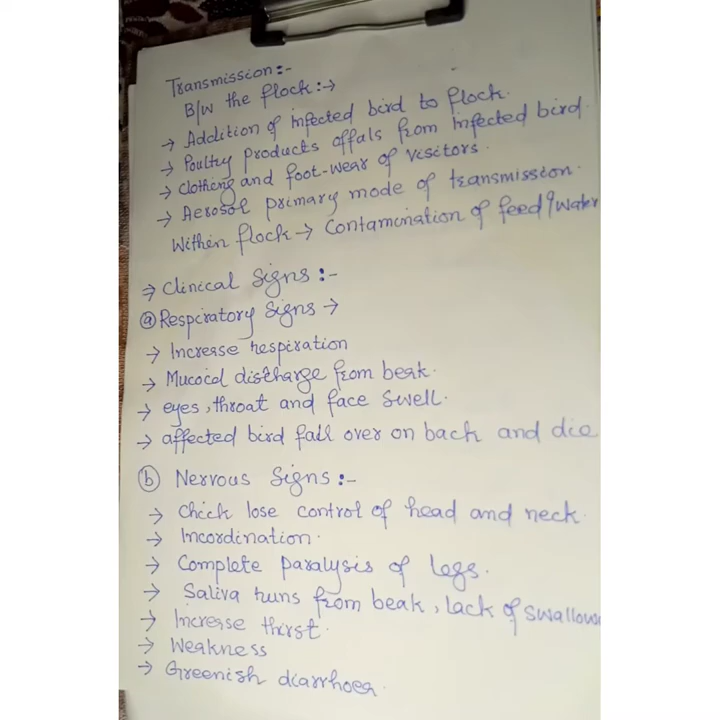 Transmission:-
B/W the flock:→
→ Addition of infected bird to flock.
→ Poultry products offals from infected bird.
→ Clotheng and foot-wear of vesitors.
→ Aerosol primary mode of transmission.
Within flock → Contamination of feed & water
⇒ Clinical Signs :-
ⓐ Respiratory signs →
→ Increase respiration
→ Mucocd discharge from beak.
→ eyes, throat and face swell.
→ affected bird fall over on back and die
ⓑ Nervous Signs :-
→ Chick lose control of head and neck.
→ Incordination.
→ Complete paralysis of legs.
→ Saliva runs from beak, lack of swallow
→ Increase thirst.
→ Weakness
→ Greenish diarrhoea.